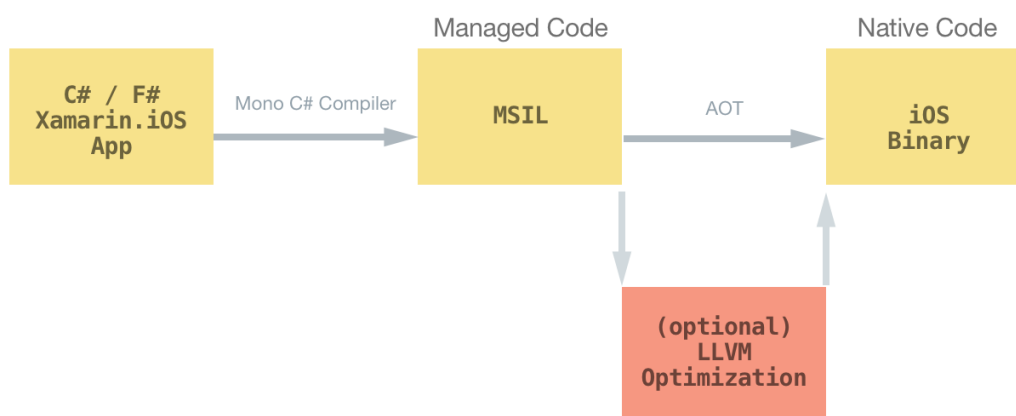 Managed Code
Native Code
C# / F#
Xamarin.iOS
App
Mono C# Compiler
MSIL
AOT
iOS
Binary
(optional)
LLVM
Optimization